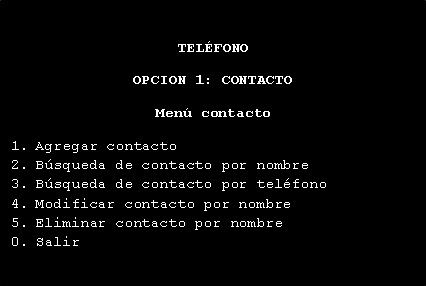 TELÉFONO
OPCION 1: CONTACTO
Menú contacto
1. Agregar contacto
2. Búsqueda de contacto por nombre
3. Búsqueda de contacto por teléfono
4. Modificar contacto por nombre
5. Eliminar contacto por nombre
0. Salir